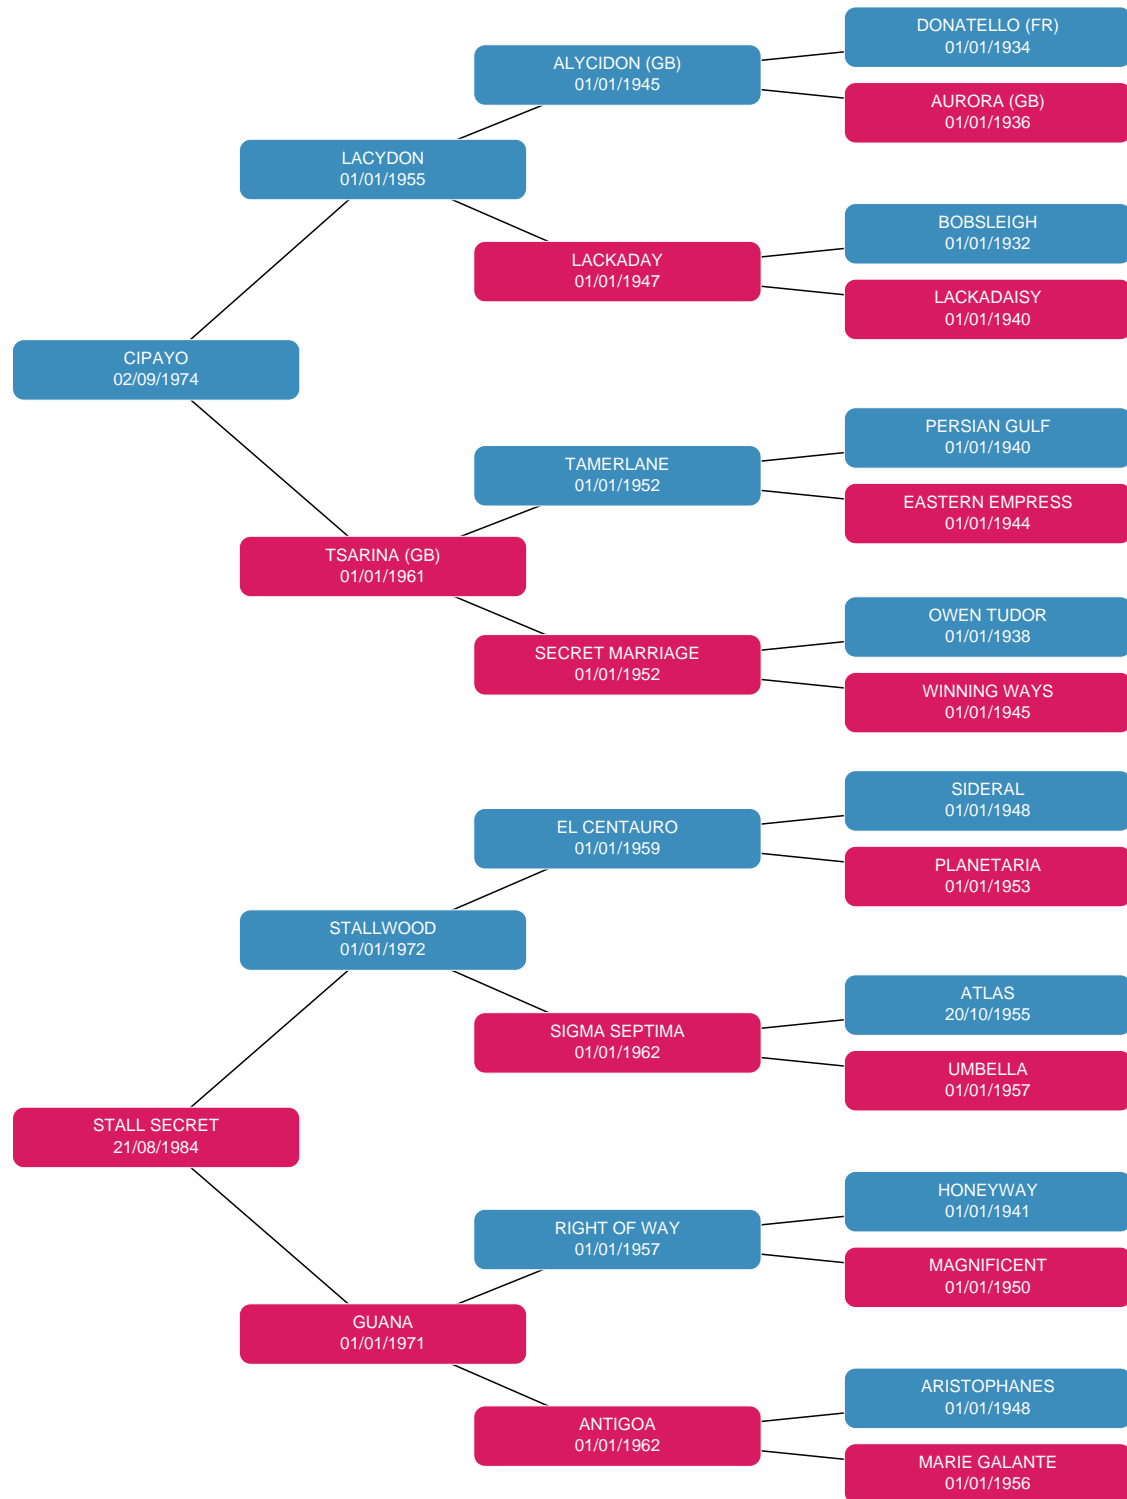 DONATELLO (FR)
01/01/1934
ALYCIDON (GB)
01/01/1945
AURORA (GB)
01/01/1936
LACYDON
01/01/1955
BOBSLEIGH
01/01/1932
LACKADAY
01/01/1947
LACKADAISY
01/01/1940
CIPAYO
02/09/1974
PERSIAN GULF
01/01/1940
TAMERLANE
01/01/1952
EASTERN EMPRESS
01/01/1944
TSARINA (GB)
01/01/1961
OWEN TUDOR
01/01/1938
SECRET MARRIAGE
01/01/1952
WINNING WAYS
01/01/1945
SIDERAL
01/01/1948
EL CENTAURO
01/01/1959
PLANETARIA
01/01/1953
STALLWOOD
01/01/1972
ATLAS
20/10/1955
SIGMA SEPTIMA
01/01/1962
UMBELLA
01/01/1957
STALL SECRET
21/08/1984
HONEYWAY
01/01/1941
RIGHT OF WAY
01/01/1957
MAGNIFICENT
01/01/1950
GUANA
01/01/1971
ARISTOPHANES
01/01/1948
ANTIGOA
01/01/1962
MARIE GALANTE
01/01/1956